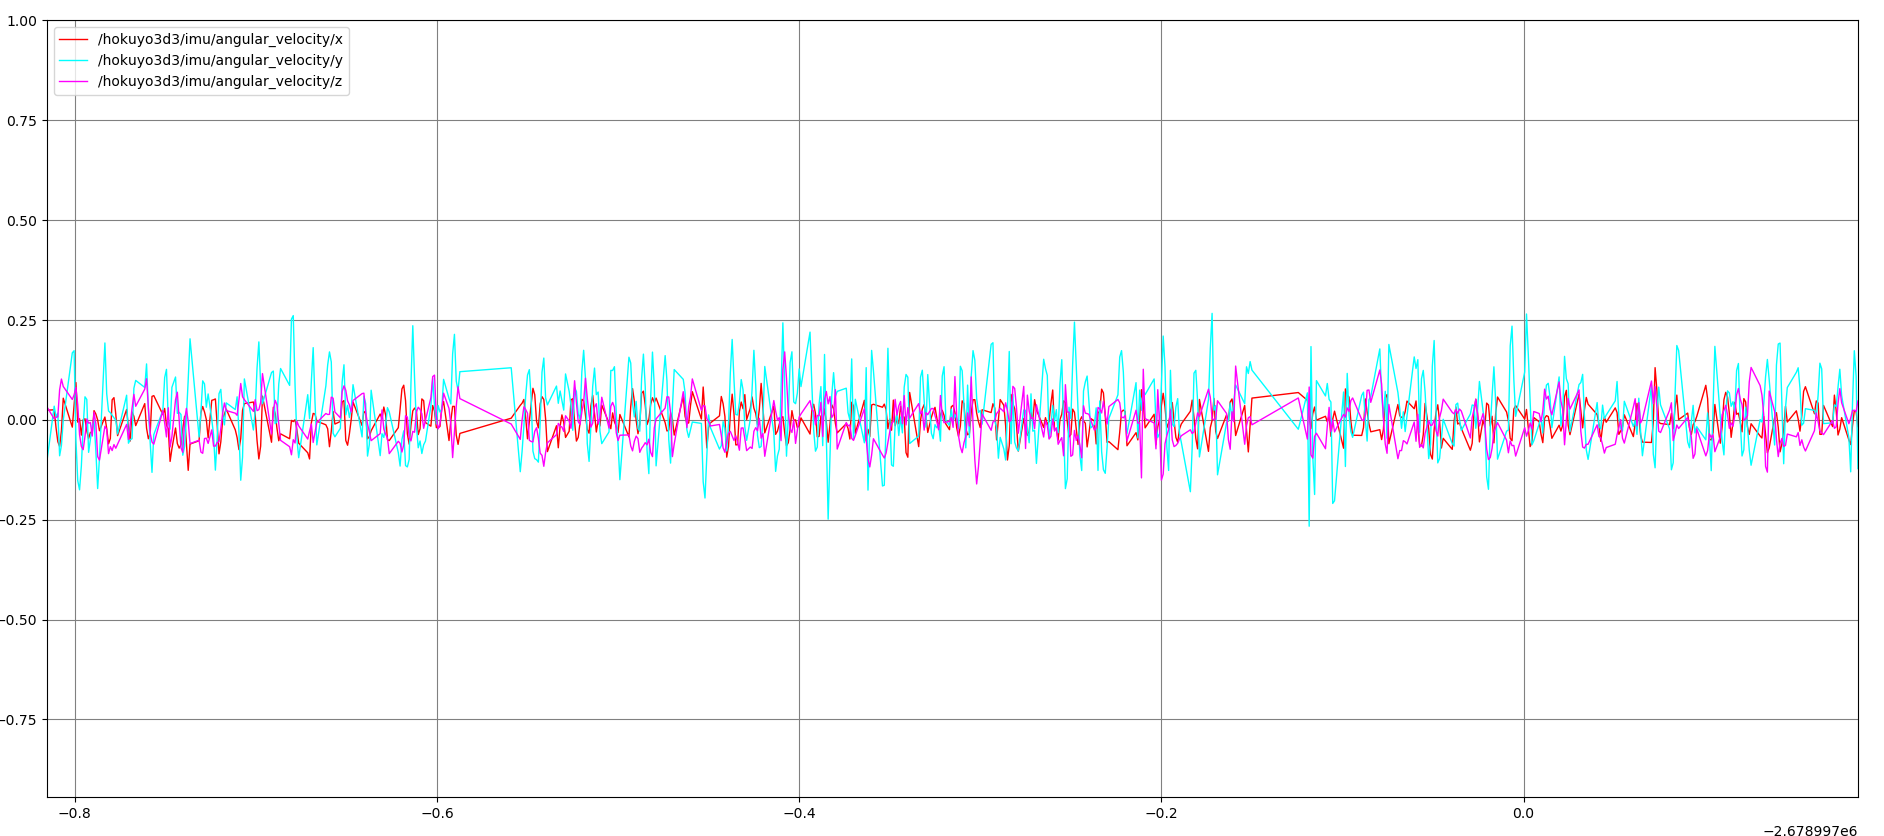 1.00
/hokuyo3d3/imu/angular_velocity/x
/hokuyo3d3/imu/angular_velocity/y
/hokuyo3d3/imu/angular_velocity/z
0.75
0.50
0.25
0.00
−0.25
−0.50
−0.75
−0.8 −0.6 −0.4 −0.2 0.0
−2.678997e6